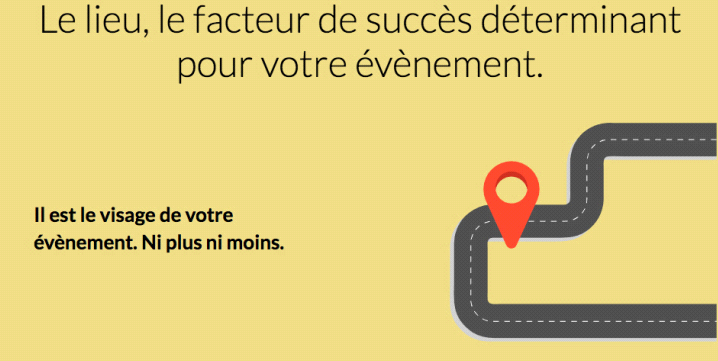 Le lieu, le facteur de succès déterminant
pour votre évènement.
Il est le visage de votre
évènement. Ni plus ni moins.